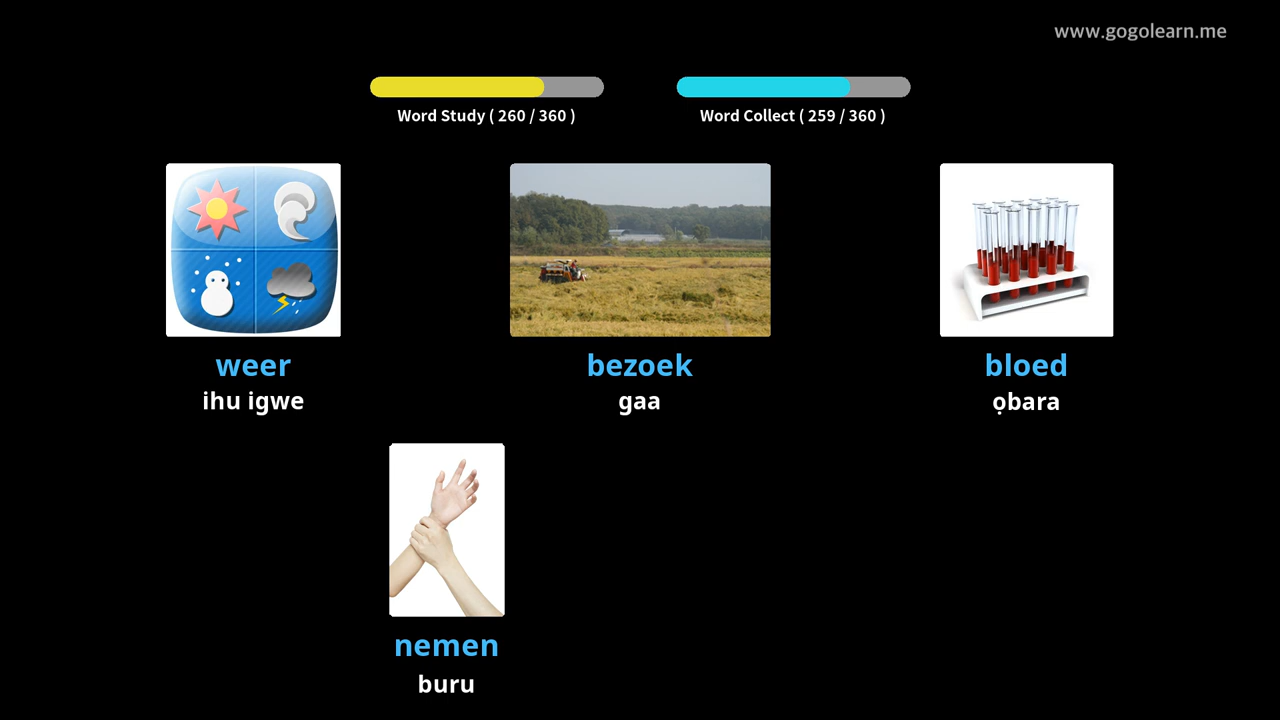 www.gogolearn.me
Word Study ( 260 / 360 )
Word Collect ( 259 / 360 )
weer
ihu igwe
bezoek
gaa
bloed
ọbara
nemen
buru